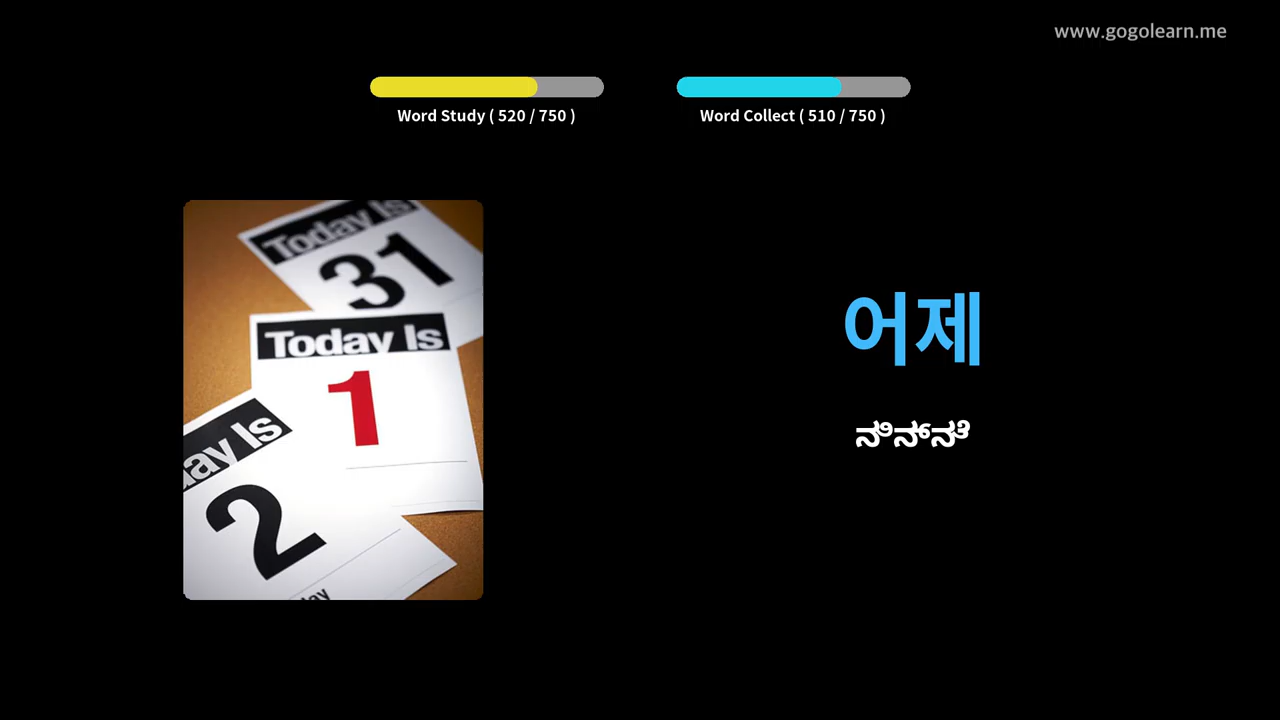 www.gogolearn.me
Word Study ( 520 / 750 )
Word Collect ( 510 / 750 )
Today Is
31
Today Is
1
day Is
2
day
어제
ನಿನ್ನೆ